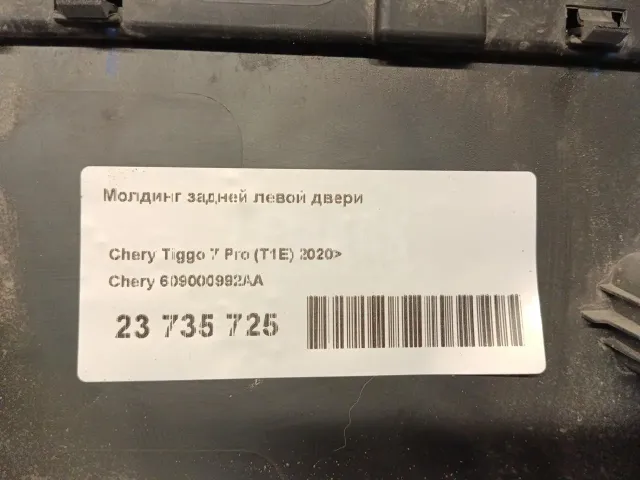 Молдинг задней левой двери
Chery Tiggo 7 Pro (T1E) 2020>
Chery 609000992AA
23 735 725